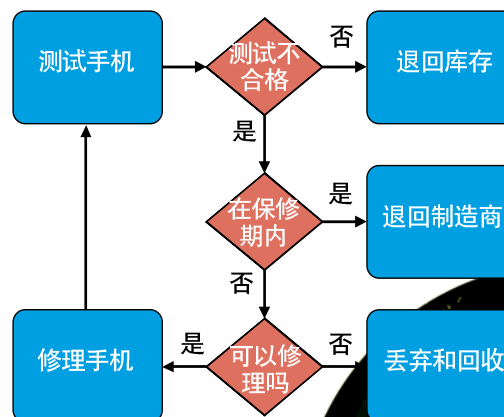 测试手机
测试不
合格
否
退回库存
是
在保修
期内
是
退回制造商
否
修理手机
是
可以修
理吗
否
丢弃和回收